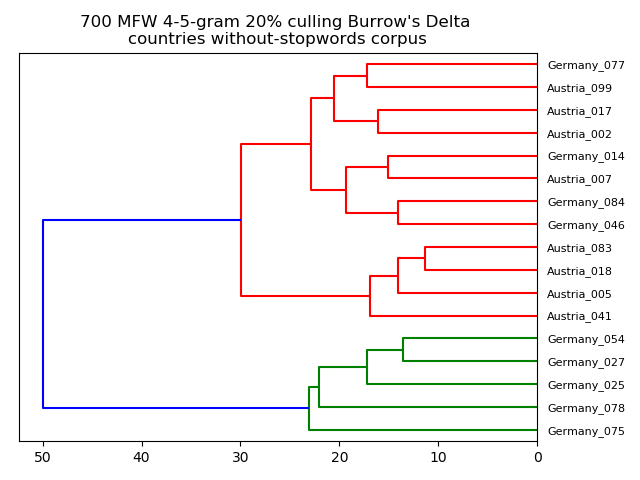 700 MFW 4-5-gram 20% culling Burrow's Delta
countries without-stopwords corpus
Germany_077
Austria_099
Austria_017
Austria_002
Germany_014
Austria_007
Germany_084
Germany_046
Austria_083
Austria_018
Austria_005
Austria_041
Germany_054
Germany_027
Germany_025
Germany_078
Germany_075
50 40 30 20 10 0